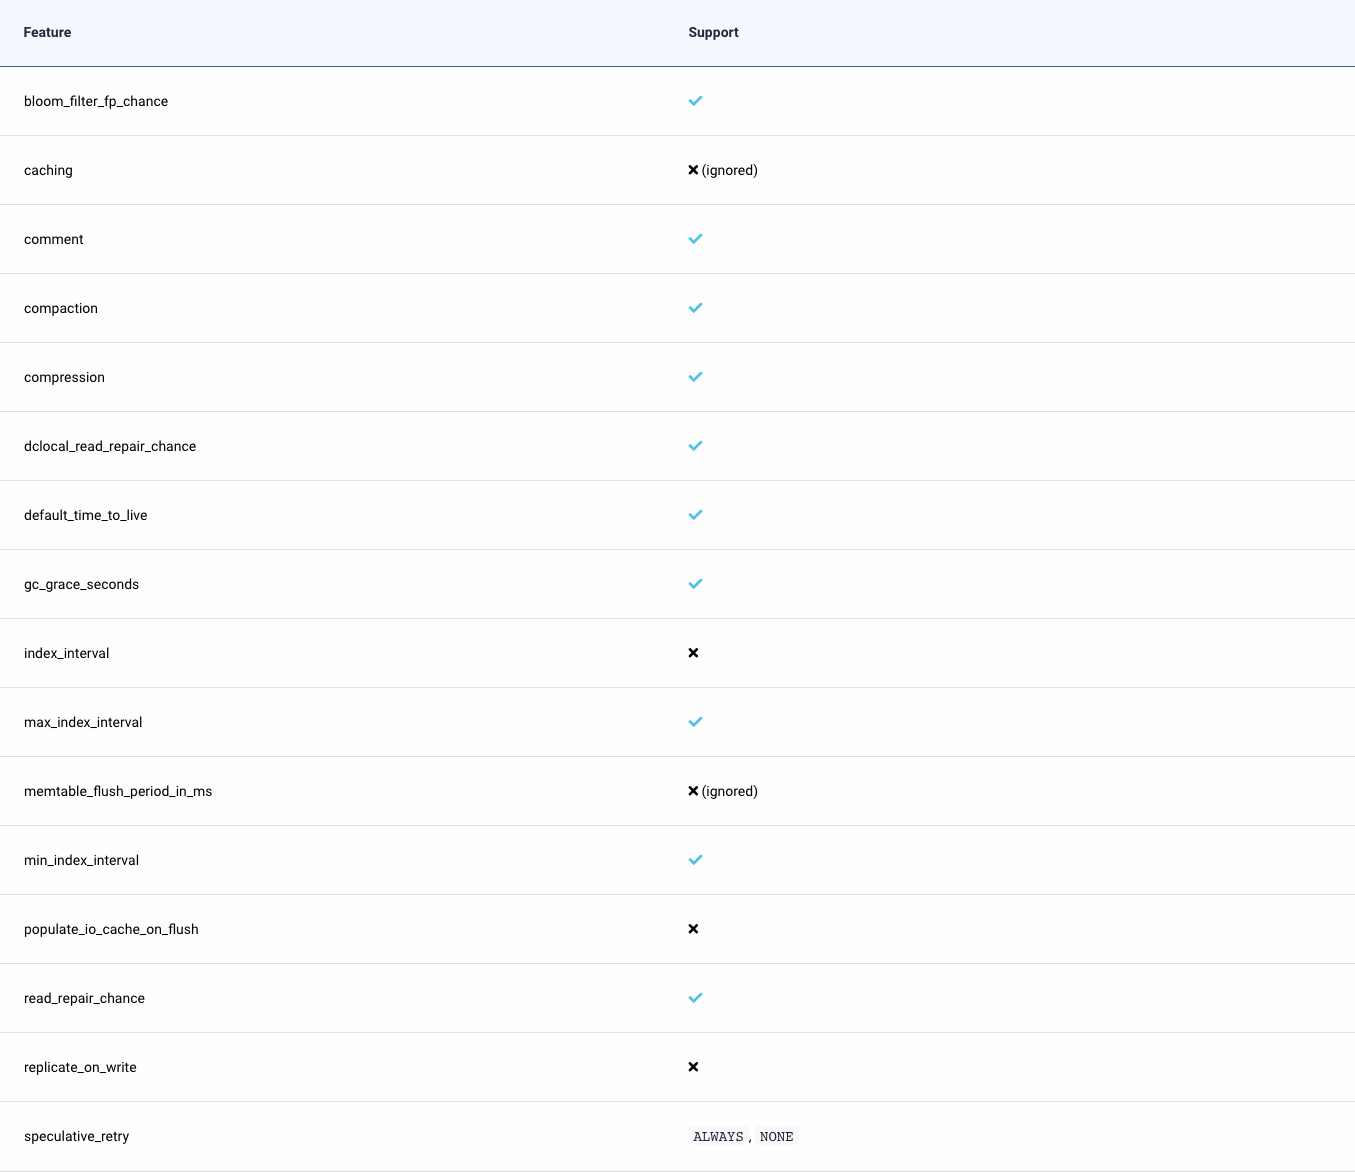 Feature Support
bloom_filter_fp_chance ✓
caching ✖ (ignored)
comment ✓
compaction ✓
compression ✓
dclocal_read_repair_chance ✓
default_time_to_live ✓
gc_grace_seconds ✓
index_interval ✖
max_index_interval ✓
memtable_flush_period_in_ms ✖ (ignored)
min_index_interval ✓
populate_io_cache_on_flush ✖
read_repair_chance ✓
replicate_on_write ✖
speculative_retry ALWAYS, NONE